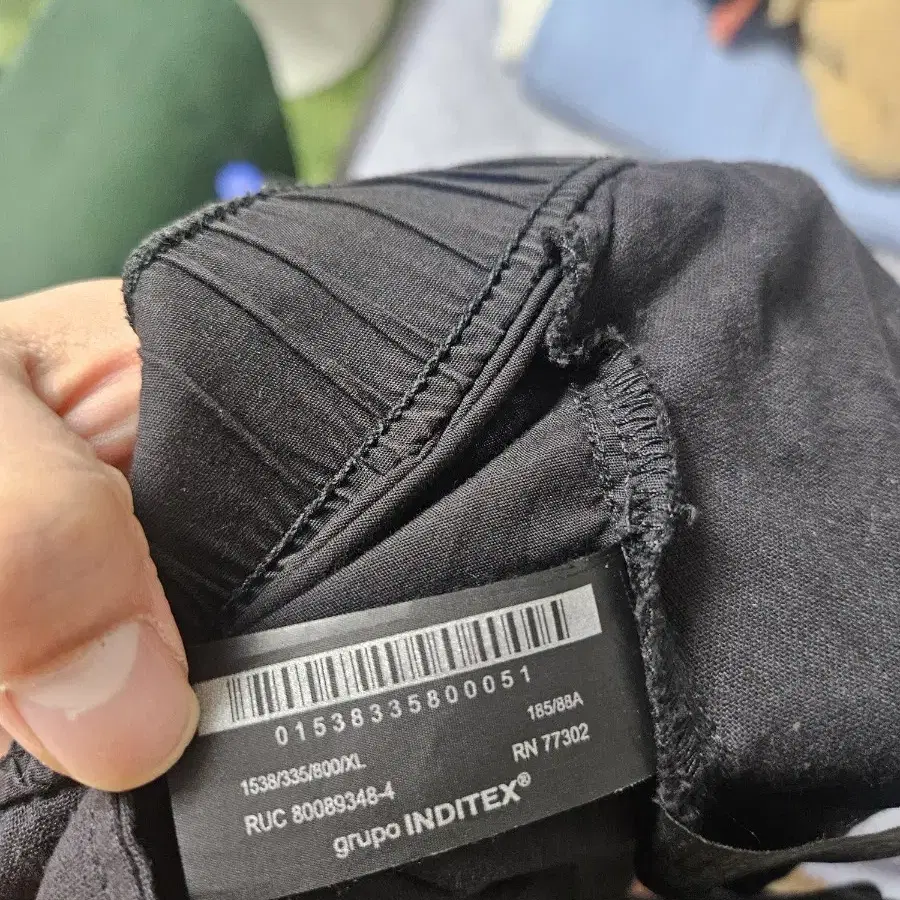 01538335800051
185/88A
1538/335/800/XL
RN 77302
RUC 80089348-4
grupo INDITEX®